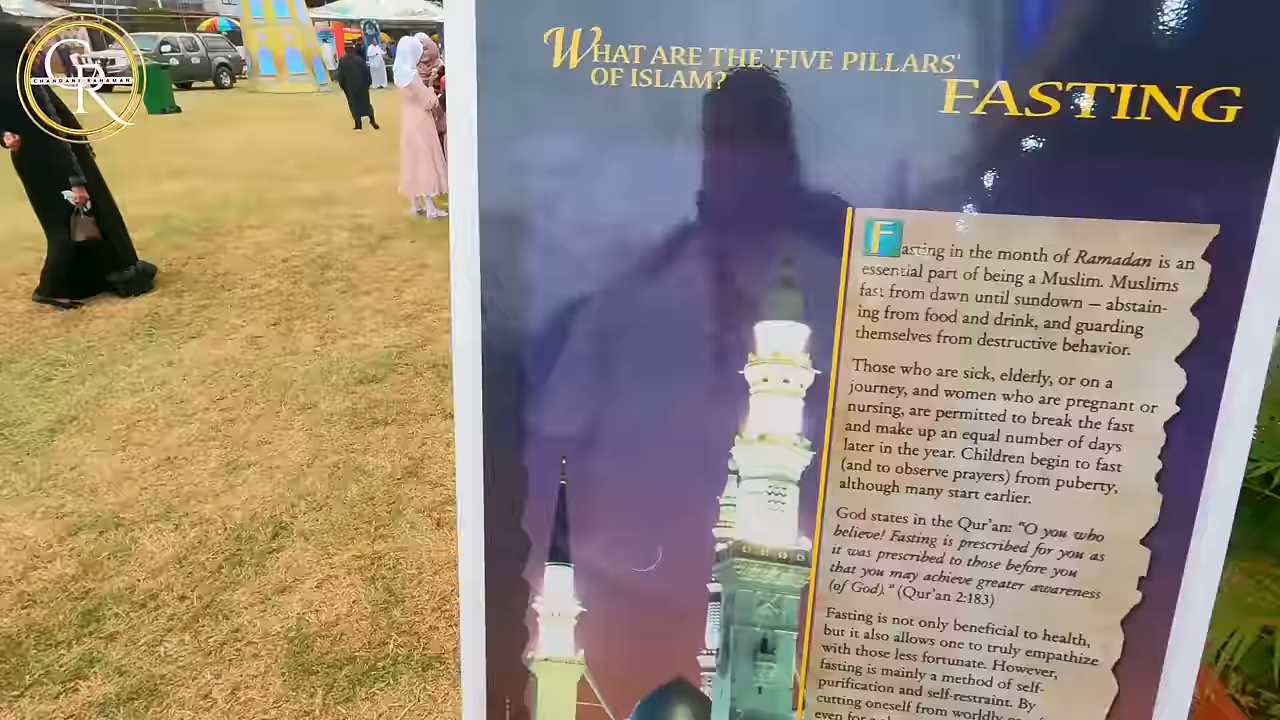 CHANDANI RAHAMAN
WHAT ARE THE 'FIVE PILLARS'
OF ISLAM?
FASTING
Fasting in the month of Ramadan is an
essential part of being a Muslim. Muslims
fast from dawn until sundown – abstain-
ing from food and drink, and guarding
themselves from destructive behavior.
Those who are sick, elderly, or on a
journey, and women who are pregnant or
nursing, are permitted to break the fast
and make up an equal number of days
later in the year. Children begin to fast
(and to observe prayers) from puberty,
although many start earlier.
God states in the Qur'an: "O you who
believe! Fasting is prescribed for you as
it was prescribed to those before you
that you may achieve greater awareness
(of God)." (Qur'an 2:183)
Fasting is not only beneficial to health,
but it also allows one to truly empathize
with those less fortunate. However,
fasting is mainly a method of self-
purification and self-restraint. By
cutting oneself from worldly
even for a